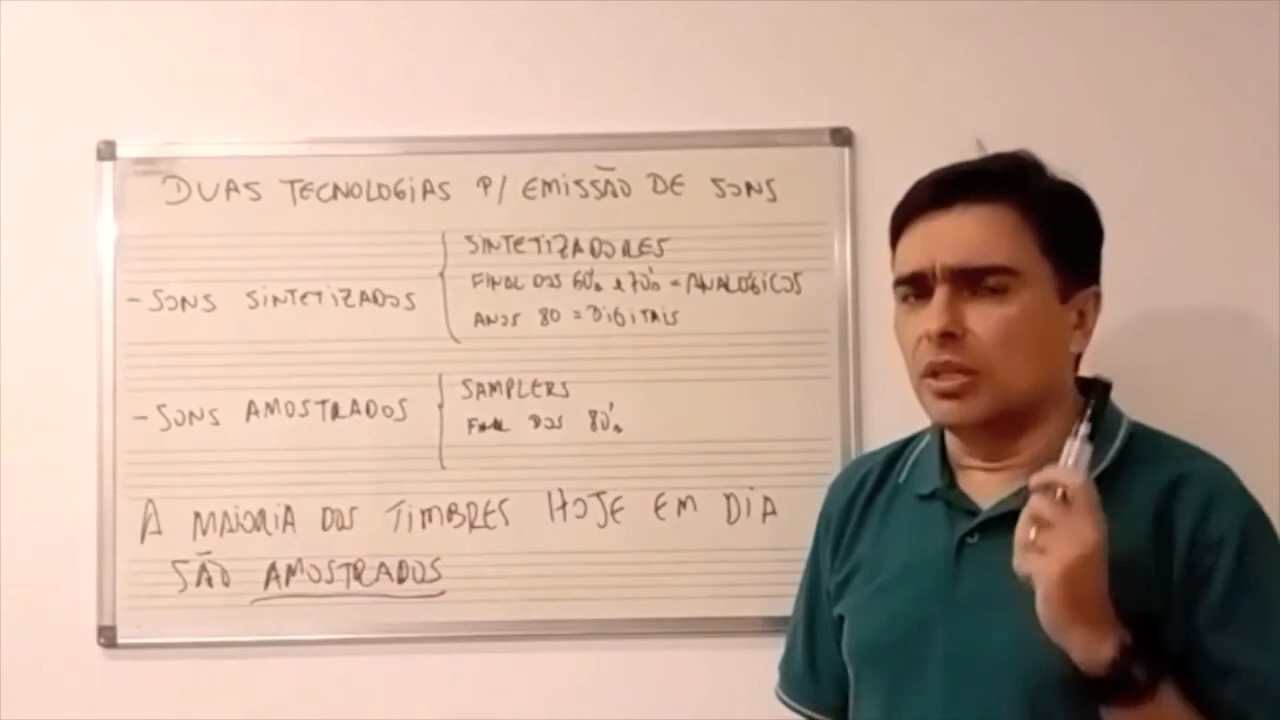 DUAS TECNOLOGIAS P/ EMISSÃO DE SONS
- SONS SINTETIZADOS
SINTETIZADORES
FINAL DOS 60's e 70's = ANALÓGICOS
ANOS 80 = DIGITAIS
- SONS AMOSTRADOS
SAMPLERS
FINAL DOS 80's
A MAIORIA DOS TIMBRES HOJE EM DIA
SÃO AMOSTRADOS